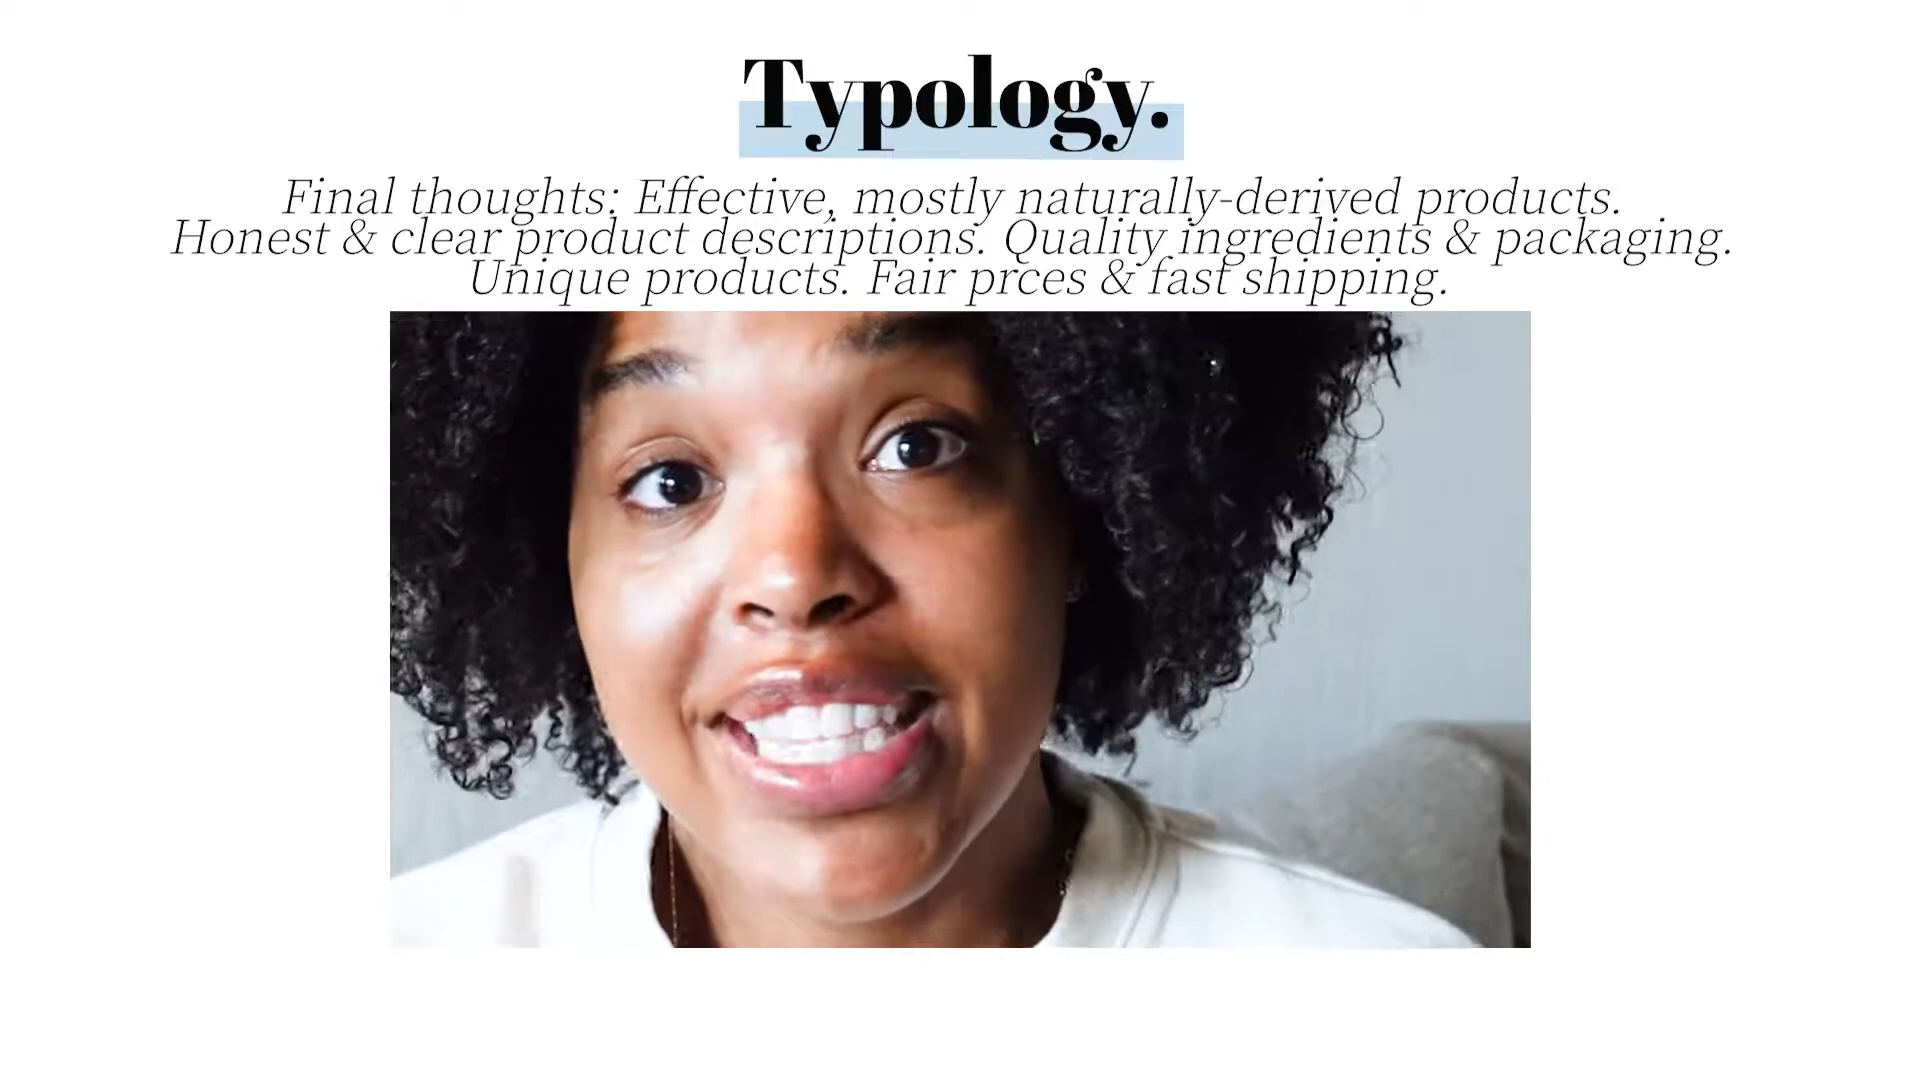 Typology.
Final thoughts: Effective, mostly naturally-derived products.
Honest & clear product descriptions. Quality ingredients & packaging.
Unique products. Fair prces & fast shipping.